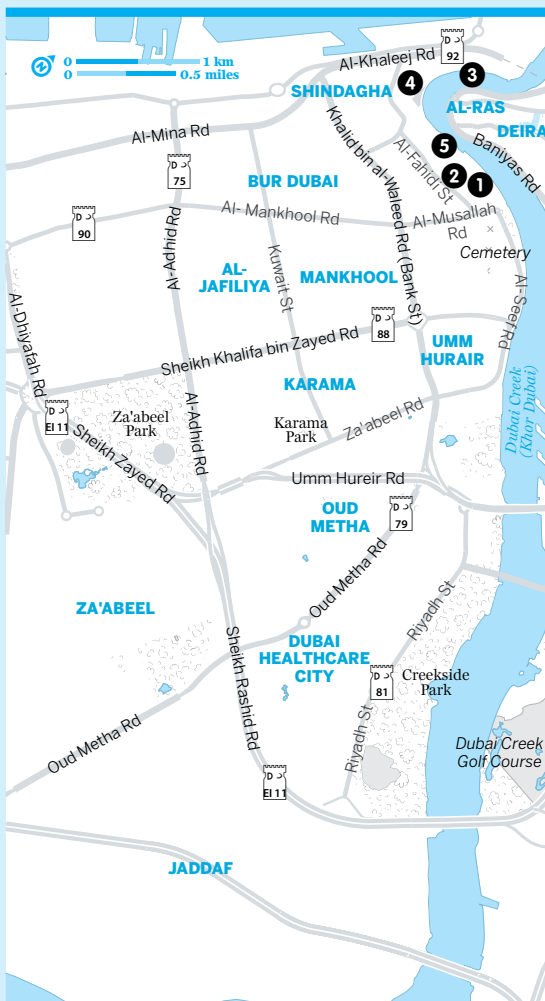 0 1 km
0 0.5 miles
Al-Khaleej Rd
D
92
SHINDAGHA
4
3
AL-RAS
DEIRA
Baniyas Rd
Al-Mina Rd
5
D
75
Khalid bin al-Waleed Rd (Bank St)
Al-Fahidi St
2
1
BUR DUBAI
Al- Mankhool Rd
Al-Musallah
Rd
D
90
Cemetery
Al-Adhid Rd
AL-
JAFILIYA
Kuwait St
MANKHOOL
Al-Seef Rd
Al-Dhiyafah Rd
D
88
Sheikh Khalifa bin Zayed Rd
UMM
HURAIR
Dubai Creek
(Khor Dubai)
KARAMA
D
EI 11
Za'abeel
Park
Al-Adhid Rd
Karama
Park
Za'abeel Rd
Sheikh Zayed Rd
Umm Hureir Rd
OUD
METHA
D
79
Oud Metha Rd
ZA'ABEEL
Riyadh St
DUBAI
HEALTHCARE
CITY
Sheikh Rashid Rd
D
81
Creekside
Park
Riyadh St
Oud Metha Rd
Dubai Creek
Golf Course
D
EI 11
JADDAF